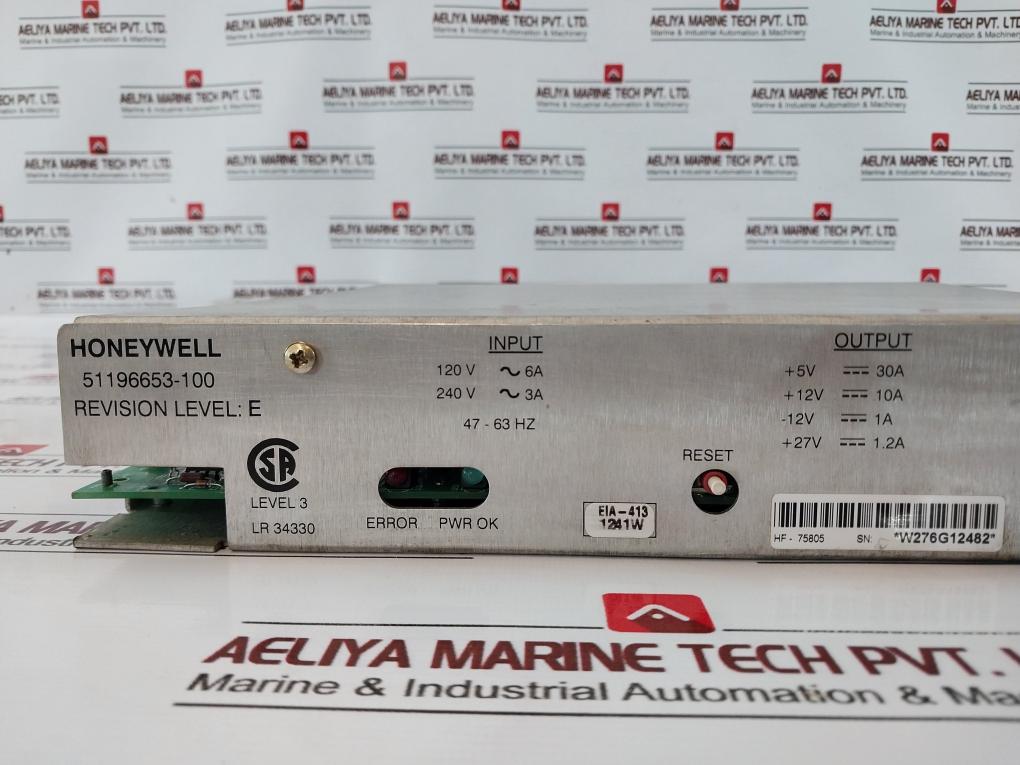 AELIYA MARINE TECH PVT. LTD.
Marine & Industrial Automation & Machinery
HONEYWELL
51196653-100
REVISION LEVEL: E
INPUT
120 V ~ 6A
240 V ~ 3A
47 - 63 HZ
OUTPUT
+5V 30A
+12V 10A
-12V 1A
+27V 1.2A
SA
LEVEL 3
LR 34330
ERROR PWR OK
EIA-413
1241W
RESET
HF - 75805 SN: *W276G12482*
AELIYA MARINE TECH PVT.
Marine & Industrial Automation &